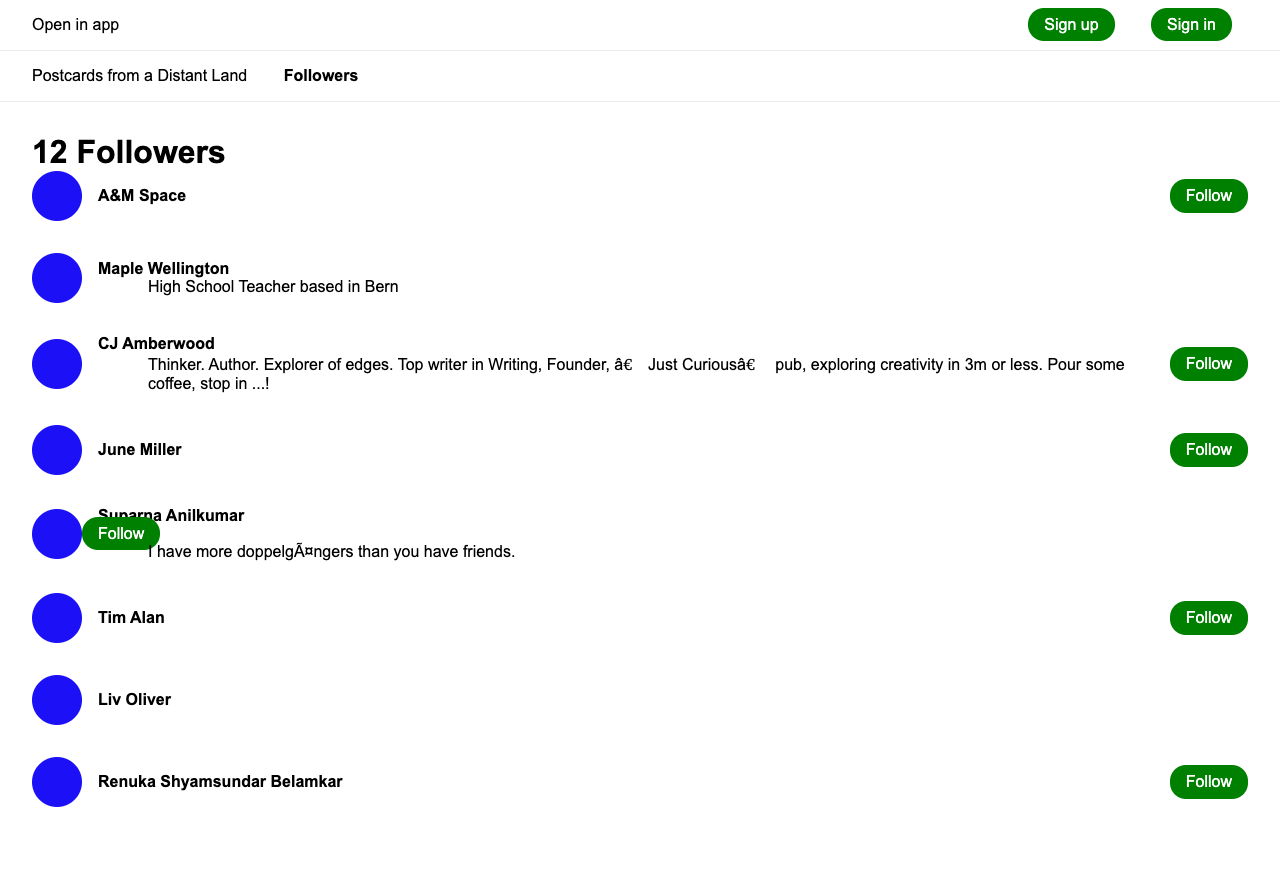 Open in app
Sign up
Sign in
Postcards from a Distant Land
Followers
12 Followers
A&M Space
Follow
Maple Wellington
High School Teacher based in Bern
CJ Amberwood
Thinker. Author. Explorer of edges. Top writer in Writing, Founder, â€ Just Curiousâ€ pub, exploring creativity in 3m or less. Pour some
coffee, stop in ...!
Follow
June Miller
Follow
Suparna Anilkumar
Follow
I have more doppelgÃ¤ngers than you have friends.
Tim Alan
Follow
Liv Oliver
Renuka Shyamsundar Belamkar
Follow